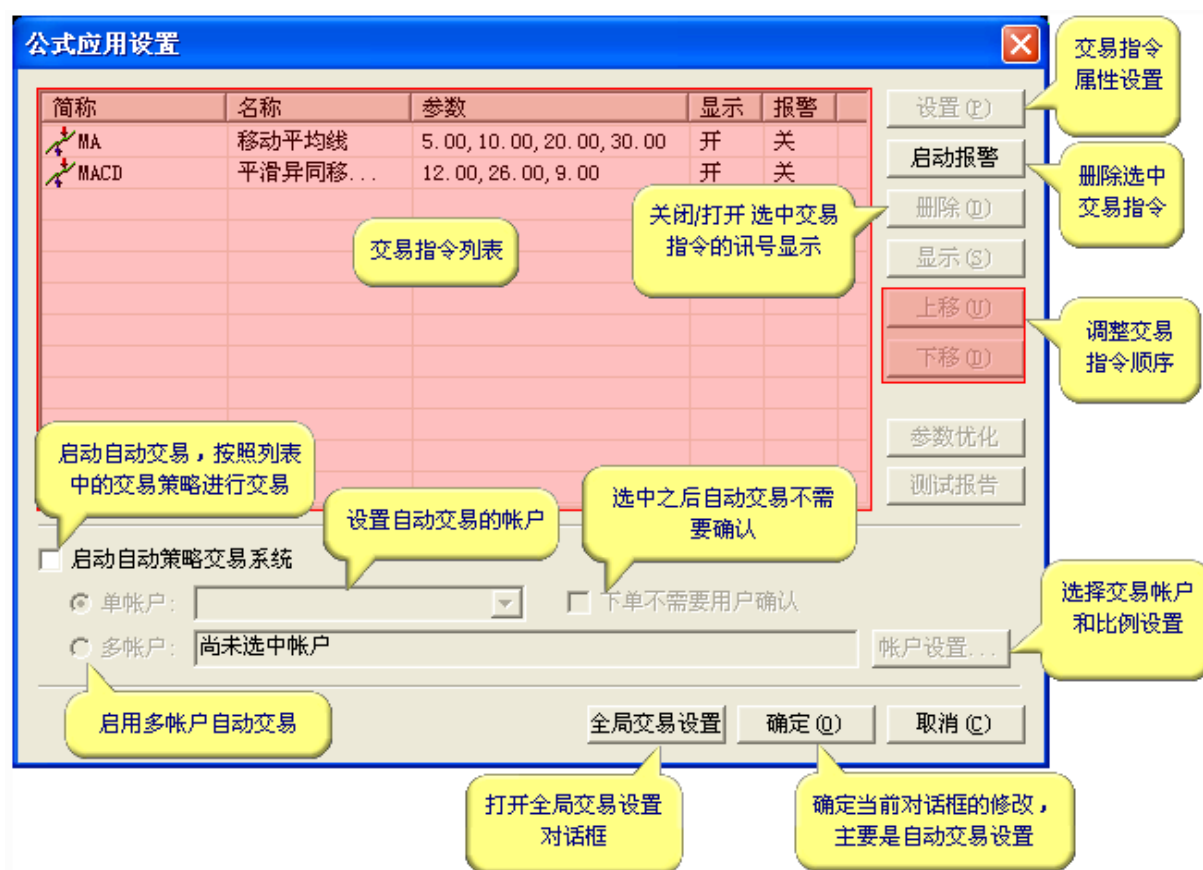 公式应用设置
交易指令
属性设置
简称 名称 参数 显示 报警
设置(P)
MA 移动平均线 5.00,10.00,20.00,30.00 开 关
启动报警
MACD 平滑异同移... 12.00,26.00,9.00 开 关
删除选中
交易指令
删除(D)
关闭/打开 选中交易
指令的讯号显示
交易指令列表
显示(S)
上移(U)
调整交易
指令顺序
下移(D)
启动自动交易，按照列表
中的交易策略进行交易
参数优化
选中之后自动交易不需
要确认
测试报告
设置自动交易的帐户
启动自动策略交易系统
单帐户:
下单不需要用户确认
选择交易帐户
和比例设置
多帐户: 尚未选中帐户
帐户设置...
启用多帐户自动交易
全局交易设置 确定(O) 取消(C)
打开全局交易设置
对话框
确定当前对话框的修改，
主要是自动交易设置